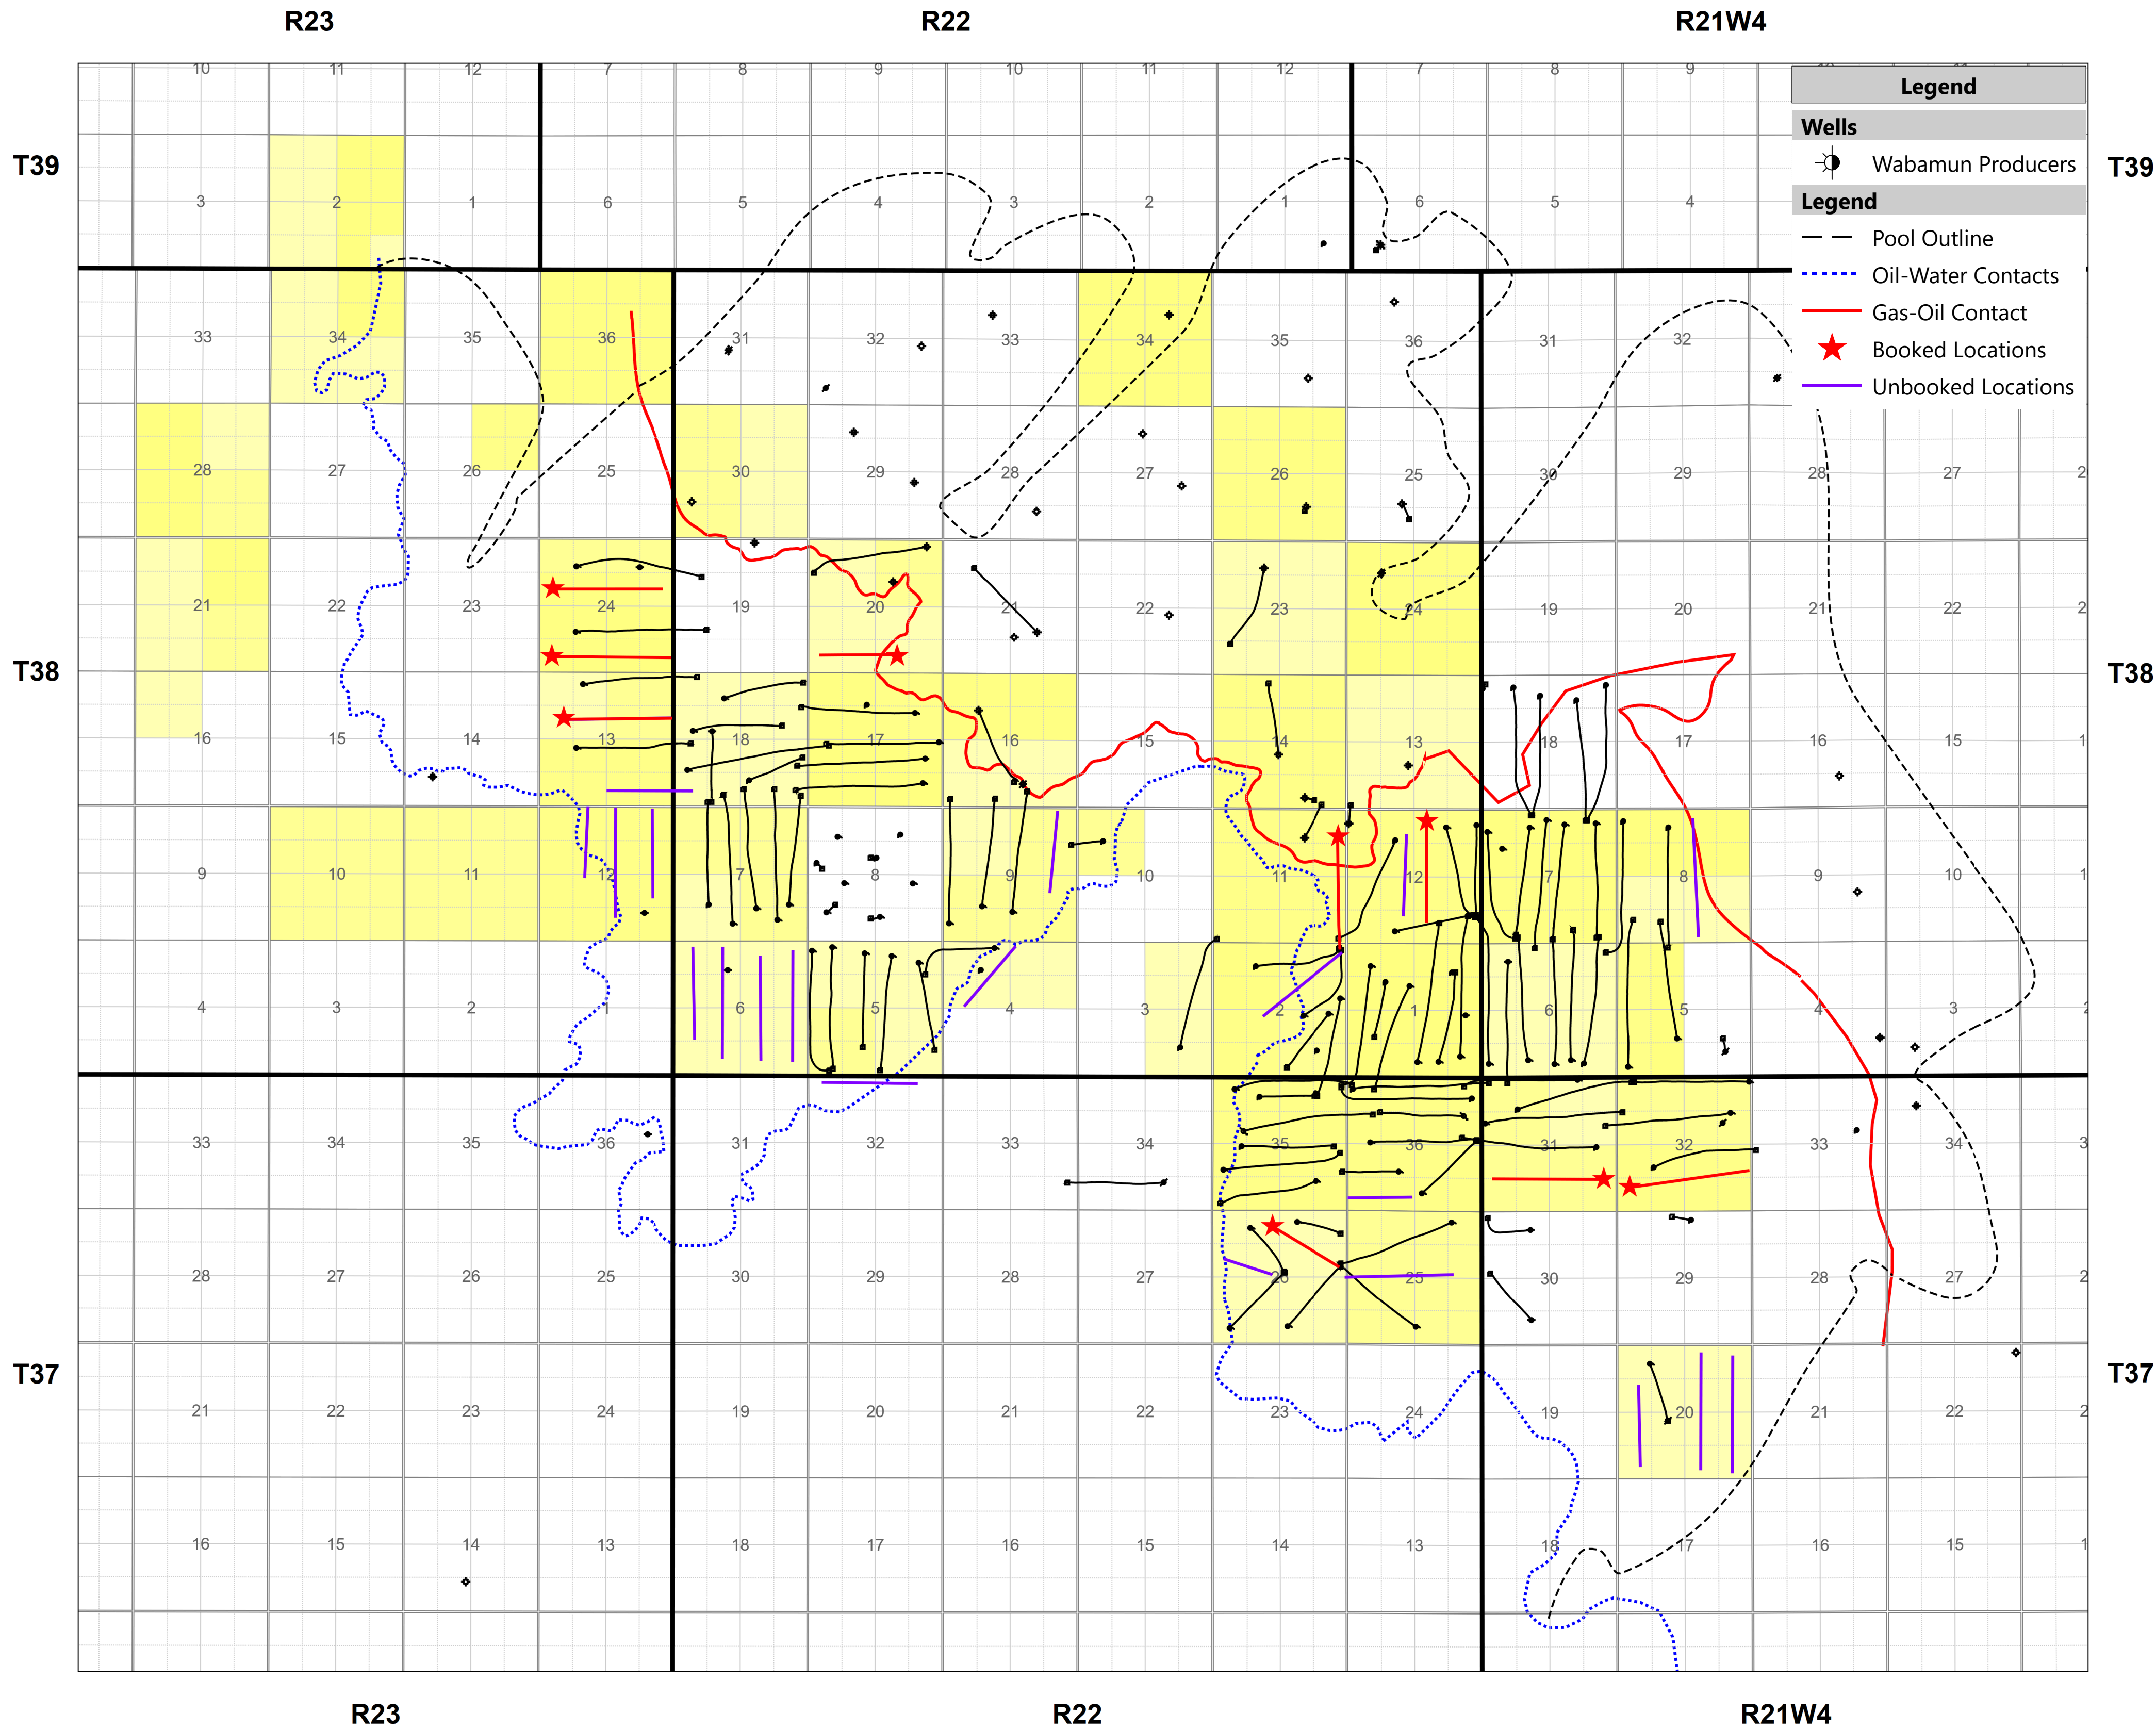 R23 R22 R21W4
10 11 12 7 8 9 10 11 12 7 8 9
Legend
Wells
Wabamun Producers
Legend
Pool Outline
Oil-Water Contacts
Gas-Oil Contact
Booked Locations
Unbooked Locations
T39 T39
3 2 1 6 5 4 3 2 1 6 5 4
33 34 35 36 31 32 33 34 35 36 31 32
28 27 26 25 30 29 28 27 26 25 30 29 28 27 2
21 22 23 24 19 20 21 22 23 24 19 20 21 22 2
T38 T38
16 15 14 13 18 17 16 15 14 13 18 17 16 15 1
9 10 11 12 7 8 9 10 11 12 7 8 9 10 1
4 3 2 1 6 5 4 3 2 1 6 5 4 3 2
33 34 35 36 31 32 33 34 35 36 31 32 33 34 3
28 27 26 25 30 29 28 27 26 25 30 29 28 27 2
T37 T37
21 22 23 24 19 20 21 22 23 24 19 20 21 22 2
16 15 14 13 18 17 16 15 14 13 18 17 16 15 1
R23 R22 R21W4